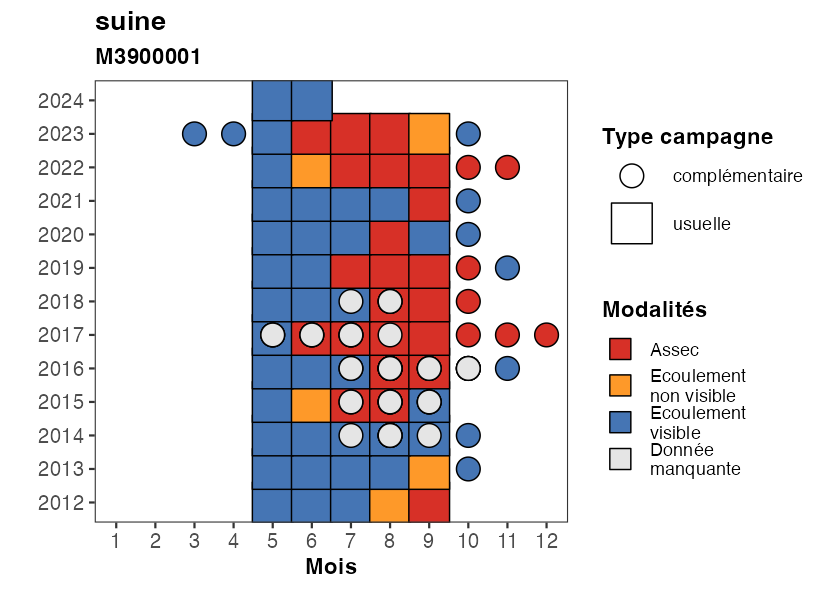 suine
M3900001
2024
2023
2022
2021
2020
2019
2018
2017
2016
2015
2014
2013
2012
1 2 3 4 5 6 7 8 9 10 11 12
Mois
Type campagne
complémentaire
usuelle
Modalités
Assec
Ecoulement
non visible
Ecoulement
visible
Donnée
manquante